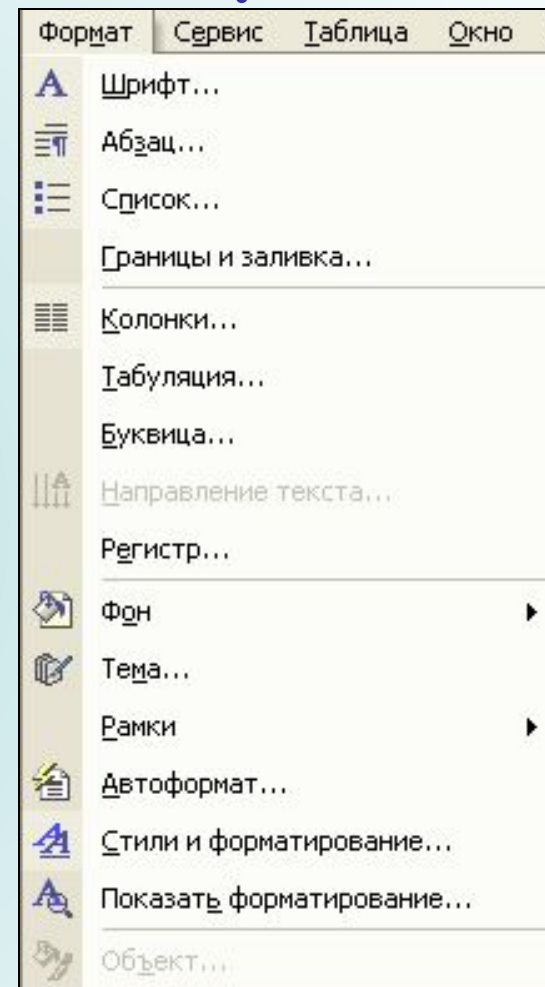 Формат Сервис Таблица Окно
Шрифт...
Абзац...
Список...
Границы и заливка...
Колонки...
Табуляция...
Буквица...
Направление текста...
Регистр...
Фон
Тема...
Рамки
Автоформат...
Стили и форматирование...
Показать форматирование...
Объект...